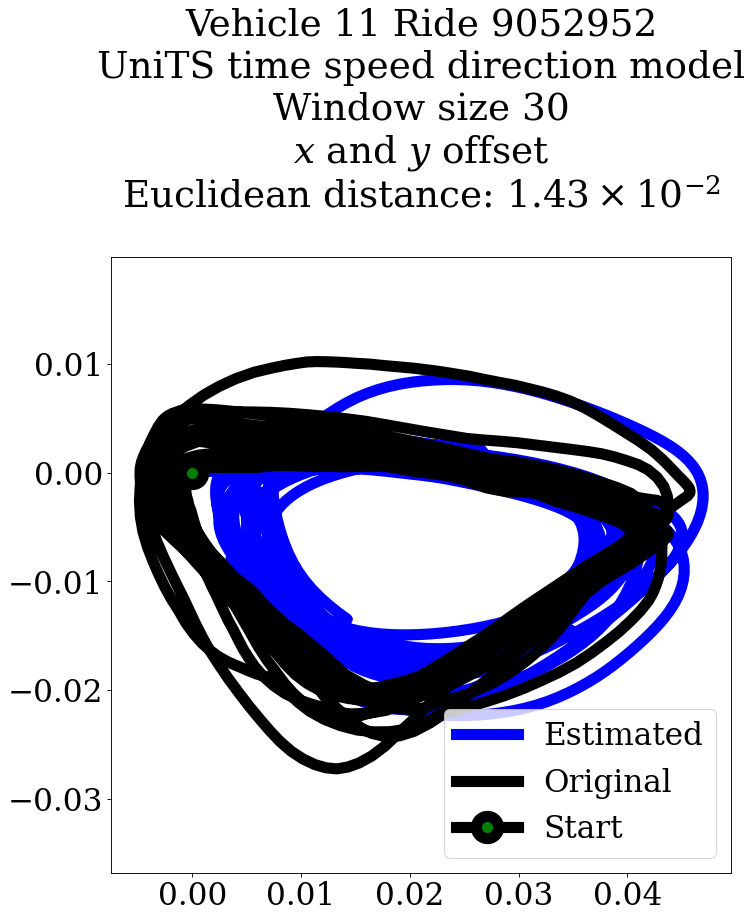 Vehicle 11 Ride 9052952
UniTS time speed direction model
Window size 30
x and y offset
Euclidean distance: 1.43 × 10⁻²
0.01
0.00
−0.01
−0.02
−0.03
Estimated
Original
Start
0.00 0.01 0.02 0.03 0.04